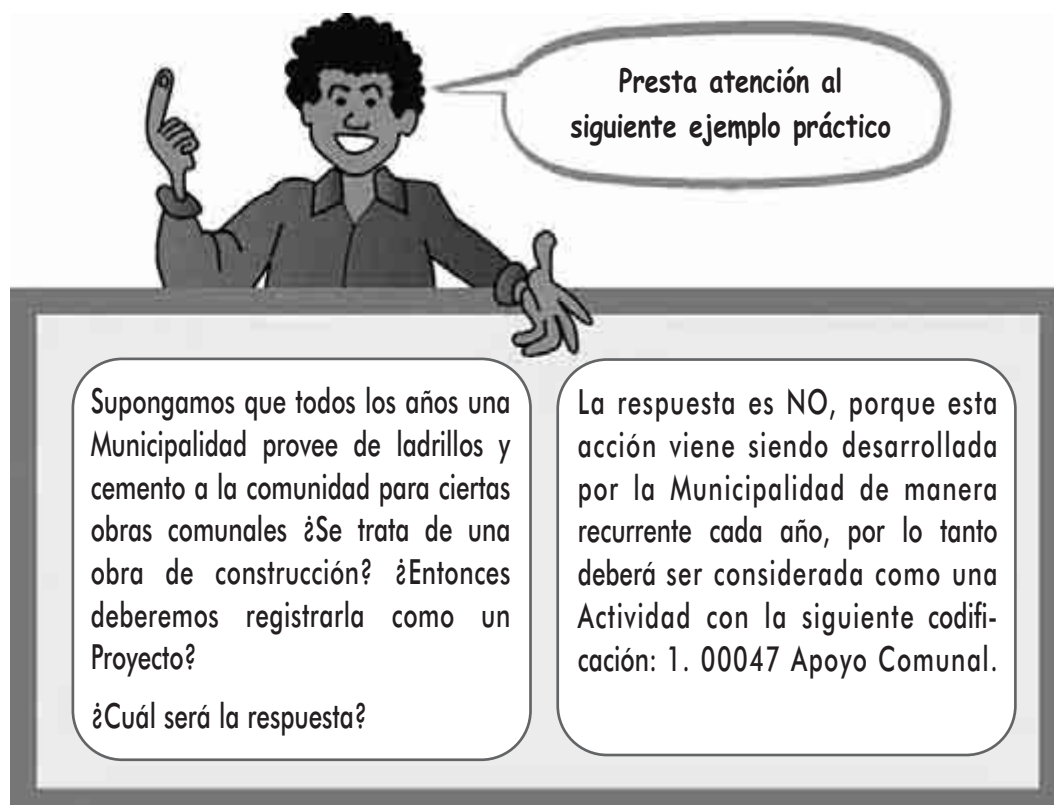 Presta atención al
siguiente ejemplo práctico
Supongamos que todos los años una
Municipalidad provee de ladrillos y
cemento a la comunidad para ciertas
obras comunales ¿Se trata de una
obra de construcción? ¿Entonces
deberemos registrarla como un
Proyecto?
¿Cuál será la respuesta?
La respuesta es NO, porque esta
acción viene siendo desarrollada
por la Municipalidad de manera
recurrente cada año, por lo tanto
deberá ser considerada como una
Actividad con la siguiente codifi-
cación: 1. 00047 Apoyo Comunal.